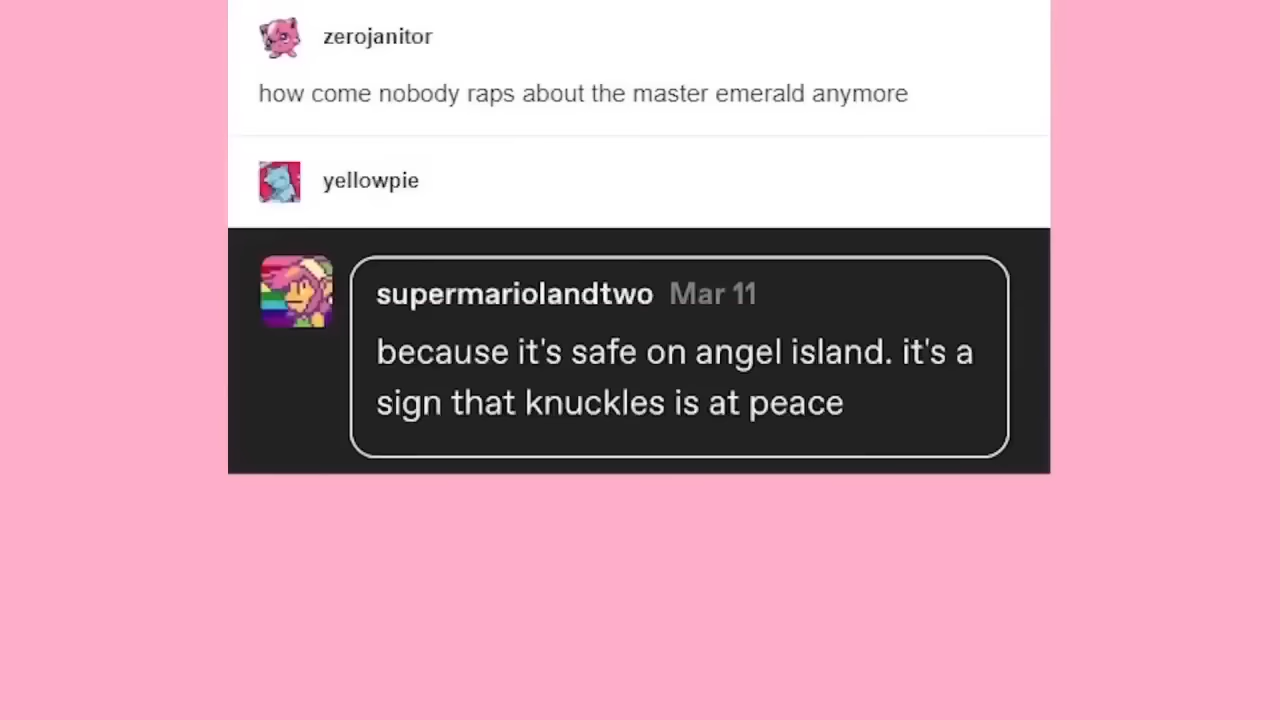 zerojanitor
how come nobody raps about the master emerald anymore
yellowpie
supermariolandtwo Mar 11
because it's safe on angel island. it's a
sign that knuckles is at peace